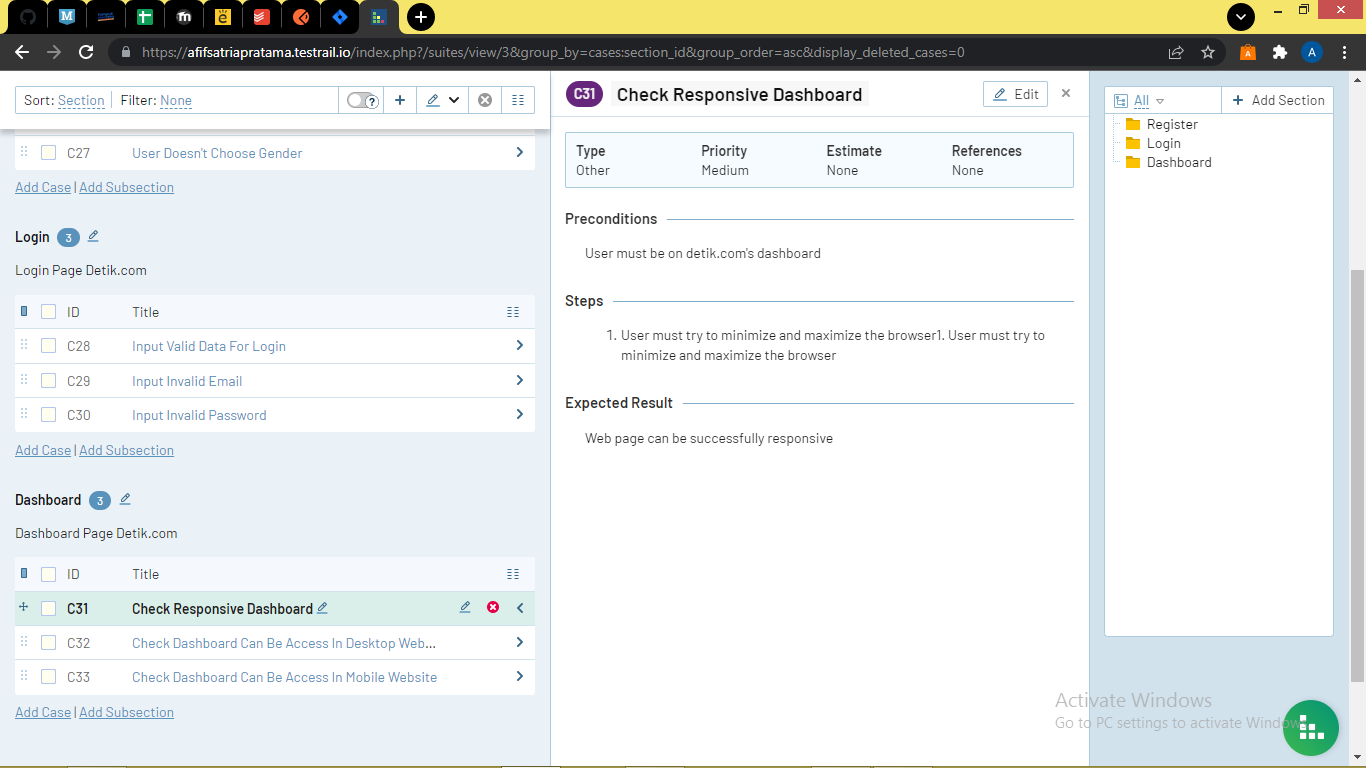 https://afifsatriapratama.testrail.io/index.php?/suites/view/3&group_by=cases:section_id&group_order=asc&display_deleted_cases=0
A
Sort: Section Filter: None
C27 User Doesn't Choose Gender
Add Case | Add Subsection
Login 3
Login Page Detik.com
ID Title
C28 Input Valid Data For Login
C29 Input Invalid Email
C30 Input Invalid Password
Add Case | Add Subsection
Dashboard 3
Dashboard Page Detik.com
ID Title
C31 Check Responsive Dashboard
C32 Check Dashboard Can Be Access In Desktop Web...
C33 Check Dashboard Can Be Access In Mobile Website
Add Case | Add Subsection
C31 Check Responsive Dashboard Edit
Type Priority Estimate References
Other Medium None None
Preconditions
User must be on detik.com's dashboard
Steps
1. User must try to minimize and maximize the browser1. User must try to
minimize and maximize the browser
Expected Result
Web page can be successfully responsive
All + Add Section
Register
Login
Dashboard
Activate Windows
Go to PC settings to activate Windows.